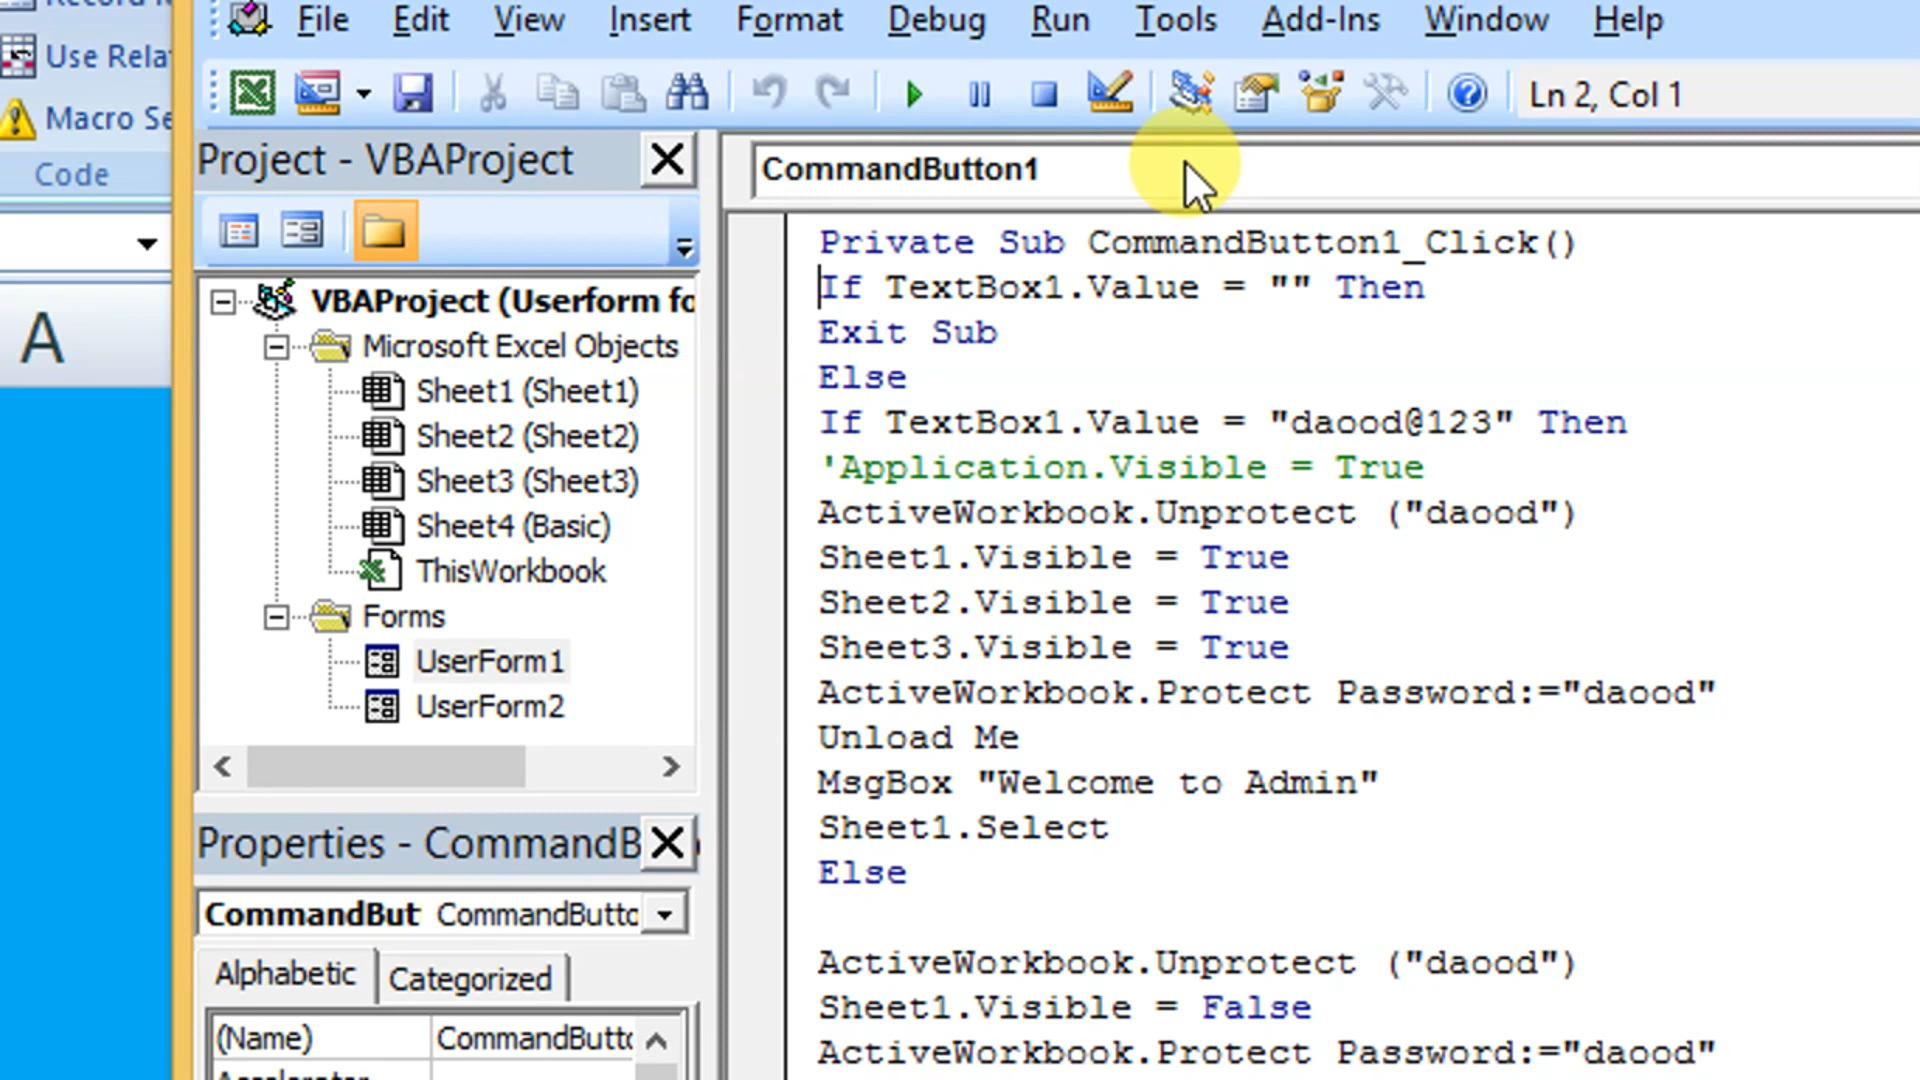 File Edit View Insert Format Debug Run Tools Add-Ins Window Help
Use Rela
Ln 2, Col 1
Macro Se
Code
Project - VBAProject
CommandButton1
VBAProject (Userform fo
Microsoft Excel Objects
Sheet1 (Sheet1)
Sheet2 (Sheet2)
Sheet3 (Sheet3)
Sheet4 (Basic)
ThisWorkbook
Forms
UserForm1
UserForm2
A
Properties - CommandB
CommandBut CommandButto
Alphabetic Categorized
(Name) CommandButto
Private Sub CommandButton1_Click()
If TextBox1.Value = "" Then
Exit Sub
Else
If TextBox1.Value = "daood@123" Then
'Application.Visible = True
ActiveWorkbook.Unprotect ("daood")
Sheet1.Visible = True
Sheet2.Visible = True
Sheet3.Visible = True
ActiveWorkbook.Protect Password:="daood"
Unload Me
MsgBox "Welcome to Admin"
Sheet1.Select
Else
ActiveWorkbook.Unprotect ("daood")
Sheet1.Visible = False
ActiveWorkbook.Protect Password:="daood"